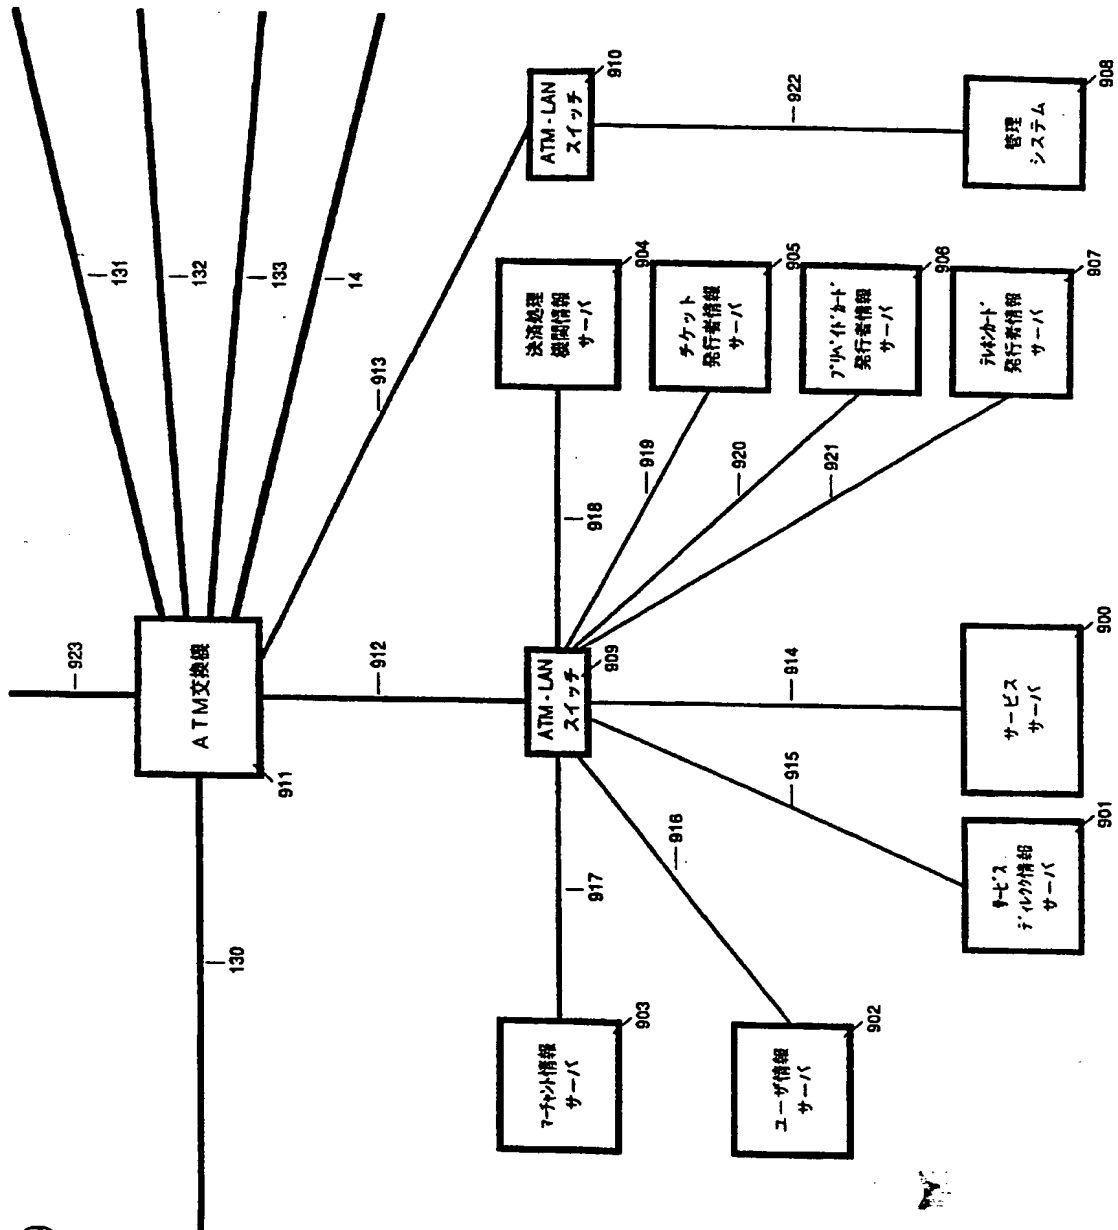 923
131
132
133
14
130
ATM交換機
911
912
913
ATM-LAN
スイッチ
910
ATM-LAN
スイッチ
909
マーチャント情報
サーバ
903
917
918
決済処理
機関情報
サーバ
904
919
チケット
発行者情報
サーバ
905
920
プリペイドカード
発行者情報
サーバ
906
921
テレホンカード
発行者情報
サーバ
907
916
ユーザ情報
サーバ
902
915
サービス
ディレクタ情報
サーバ
901
914
サービス
サーバ
900
922
管理
システム
908